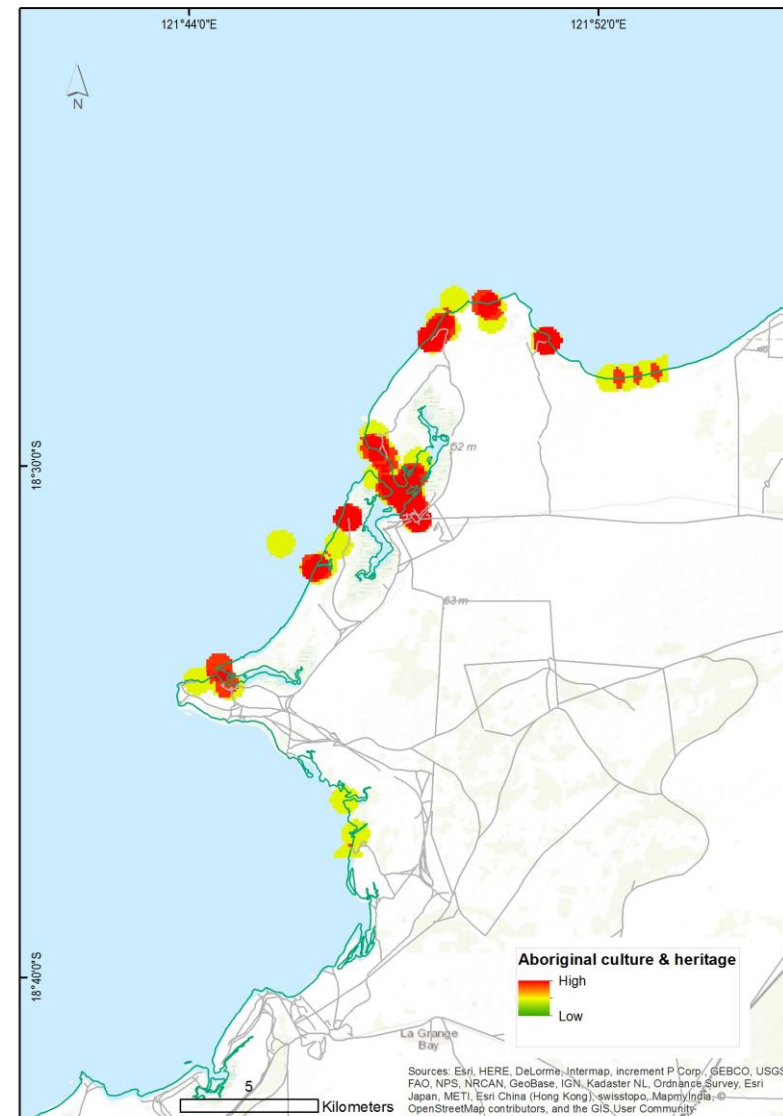 121°44'0"E
121°52'0"E
N
18°30'0"S
52 m
63 m
18°40'0"S
Aboriginal culture & heritage
High
Low
La Grange
Bay
5
Kilometers
Sources: Esri, HERE, DeLorme, Intermap, increment P Corp., GEBCO, USGS
FAO, NPS, NRCAN, GeoBase, IGN, Kadaster NL, Ordnance Survey, Esri
Japan, METI, Esri China (Hong Kong), swisstopo, MapmyIndia, ©
OpenStreetMap contributors, and the GIS User Community